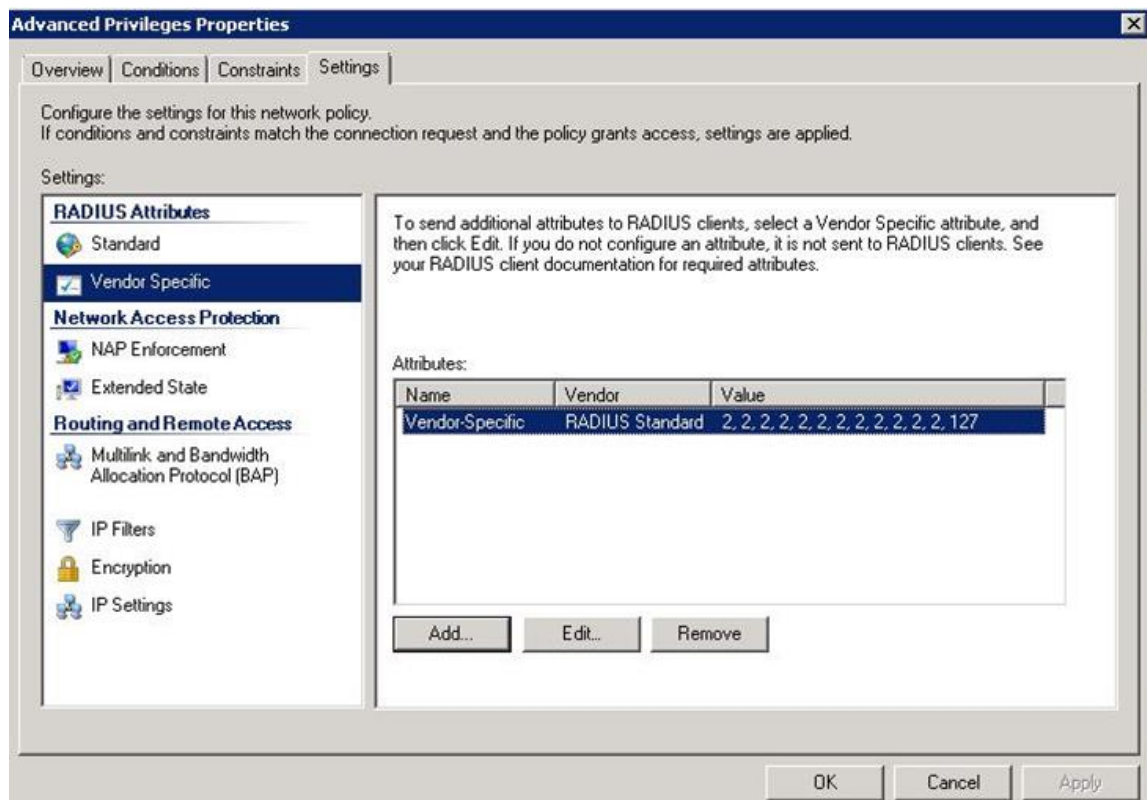 Advanced Privileges Properties
Overview
Conditions
Constraints
Settings
Configure the settings for this network policy.
If conditions and constraints match the connection request and the policy grants access, settings are applied.
Settings:
RADIUS Attributes
Standard
Vendor Specific
Network Access Protection
NAP Enforcement
Extended State
Routing and Remote Access
Multilink and Bandwidth
Allocation Protocol (BAP)
IP Filters
Encryption
IP Settings
To send additional attributes to RADIUS clients, select a Vendor Specific attribute, and
then click Edit. If you do not configure an attribute, it is not sent to RADIUS clients. See
your RADIUS client documentation for required attributes.
Attributes:
Name Vendor Value
Vendor-Specific RADIUS Standard 2, 2, 2, 2, 2, 2, 2, 2, 2, 2, 2, 2, 127
Add... Edit... Remove
OK Cancel Apply